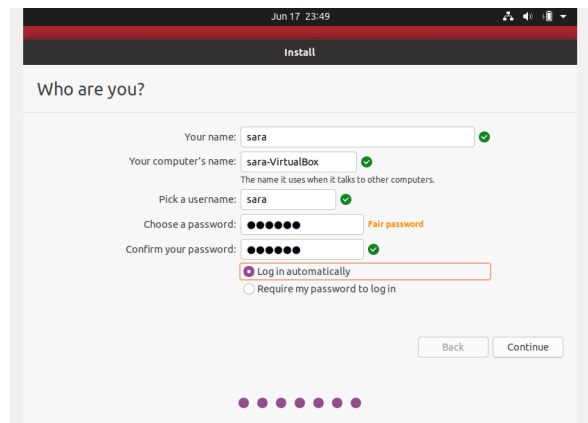 Jun 17 23:49
Install
Who are you?
Your name: sara
Your computer's name: sara-VirtualBox
The name it uses when it talks to other computers.
Pick a username: sara
Choose a password: ●●●●●● Fair password
Confirm your password: ●●●●●●
Log in automatically
Require my password to log in
Back Continue